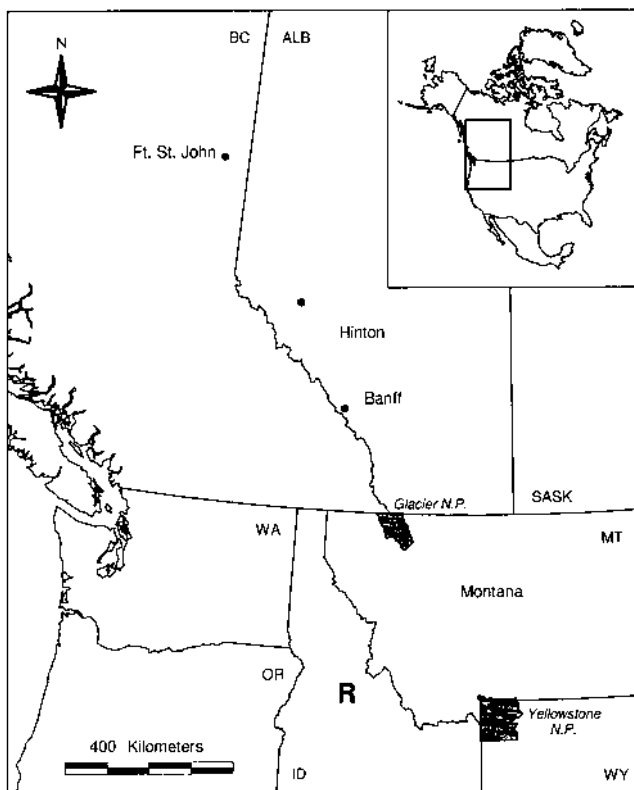 BC
ALB
N
Ft. St. John
Hinton
Banff
Glacier N.P.
SASK
WA
MT
Montana
OR
R
Yellowstone
N.P.
400 Kilometers
ID
WY